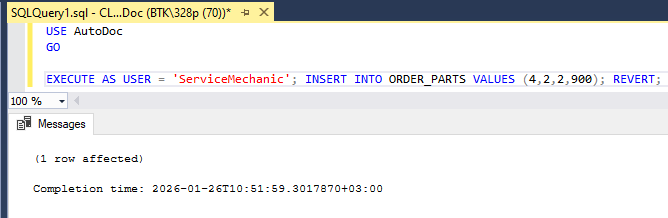 SQLQuery1.sql - CL...Doc (BTK\328p (70))*
USE AutoDoc
GO
EXECUTE AS USER = 'ServiceMechanic'; INSERT INTO ORDER_PARTS VALUES (4,2,2,900); REVERT;
100 %
Messages
(1 row affected)
Completion time: 2026-01-26T10:51:59.3017870+03:00